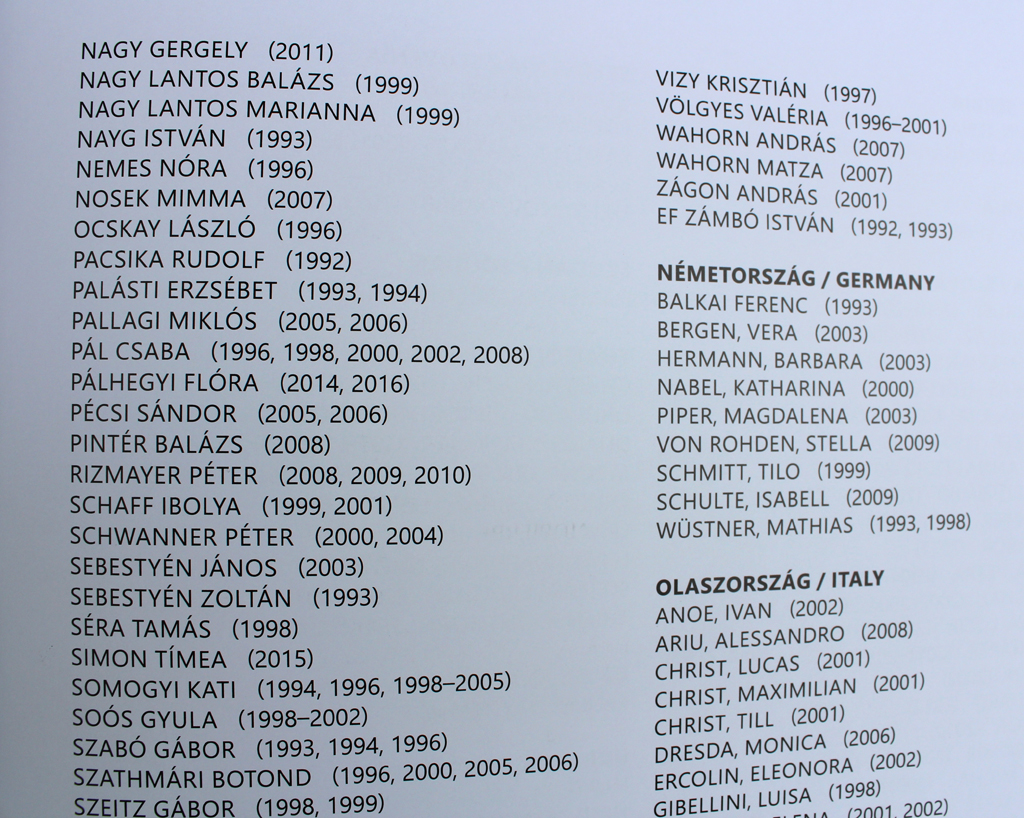 NAGY GERGELY (2011)
NAGY LANTOS BALÁZS (1999)
NAGY LANTOS MARIANNA (1999)
NAYG ISTVÁN (1993)
NEMES NÓRA (1996)
NOSEK MIMMA (2007)
OCSKAY LÁSZLÓ (1996)
PACSIKA RUDOLF (1992)
PALÁSTI ERZSÉBET (1993, 1994)
PALLAGI MIKLÓS (2005, 2006)
PÁL CSABA (1996, 1998, 2000, 2002, 2008)
PÁLHEGYI FLÓRA (2014, 2016)
PÉCSI SÁNDOR (2005, 2006)
PINTÉR BALÁZS (2008)
RIZMAYER PÉTER (2008, 2009, 2010)
SCHAFF IBOLYA (1999, 2001)
SCHWANNER PÉTER (2000, 2004)
SEBESTYÉN JÁNOS (2003)
SEBESTYÉN ZOLTÁN (1993)
SÉRA TAMÁS (1998)
SIMON TÍMEA (2015)
SOMOGYI KATI (1994, 1996, 1998–2005)
SOÓS GYULA (1998–2002)
SZABÓ GÁBOR (1993, 1994, 1996)
SZATHMÁRI BOTOND (1996, 2000, 2005, 2006)
SZEITZ GÁBOR (1998, 1999)
VIZY KRISZTIÁN (1997)
VÖLGYES VALÉRIA (1996–2001)
WAHORN ANDRÁS (2007)
WAHORN MATZA (2007)
ZÁGON ANDRÁS (2001)
EF ZÁMBÓ ISTVÁN (1992, 1993)
NÉMETORSZÁG / GERMANY
BALKAI FERENC (1993)
BERGEN, VERA (2003)
HERMANN, BARBARA (2003)
NABEL, KATHARINA (2000)
PIPER, MAGDALENA (2003)
VON ROHDEN, STELLA (2009)
SCHMITT, TILO (1999)
SCHULTE, ISABELL (2009)
WÜSTNER, MATHIAS (1993, 1998)
OLASZORSZÁG / ITALY
ANOE, IVAN (2002)
ARIU, ALESSANDRO (2008)
CHRIST, LUCAS (2001)
CHRIST, MAXIMILIAN (2001)
CHRIST, TILL (2001)
DRESDA, MONICA (2006)
ERCOLIN, ELEONORA (2002)
GIBELLINI, LUISA (1998)
(2001, 2002)